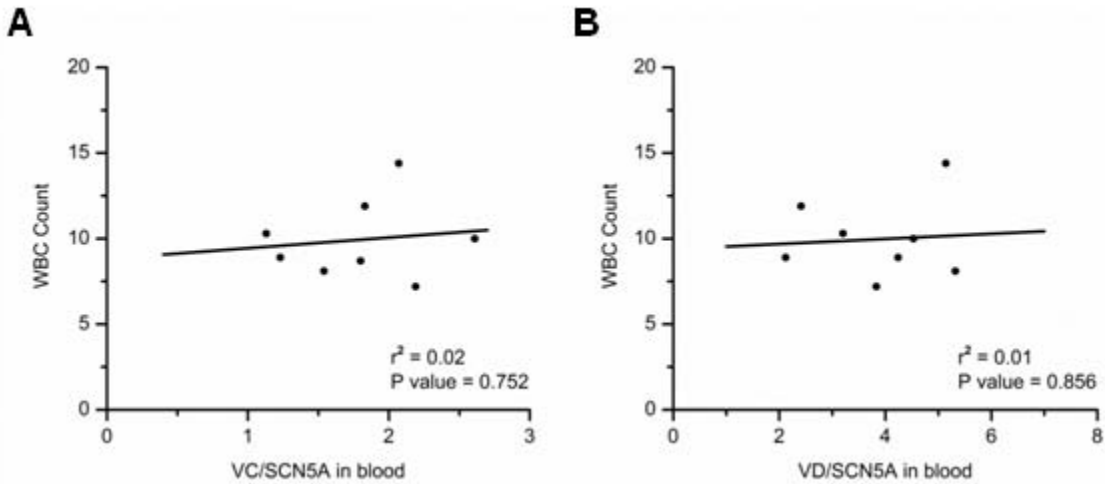 A
20
15
10
5
0
WBC Count
0 1 2 3
VC/SCN5A in blood
r² = 0.02
P value = 0.752
B
20
15
10
5
0
WBC Count
0 2 4 6 8
VD/SCN5A in blood
r² = 0.01
P value = 0.856